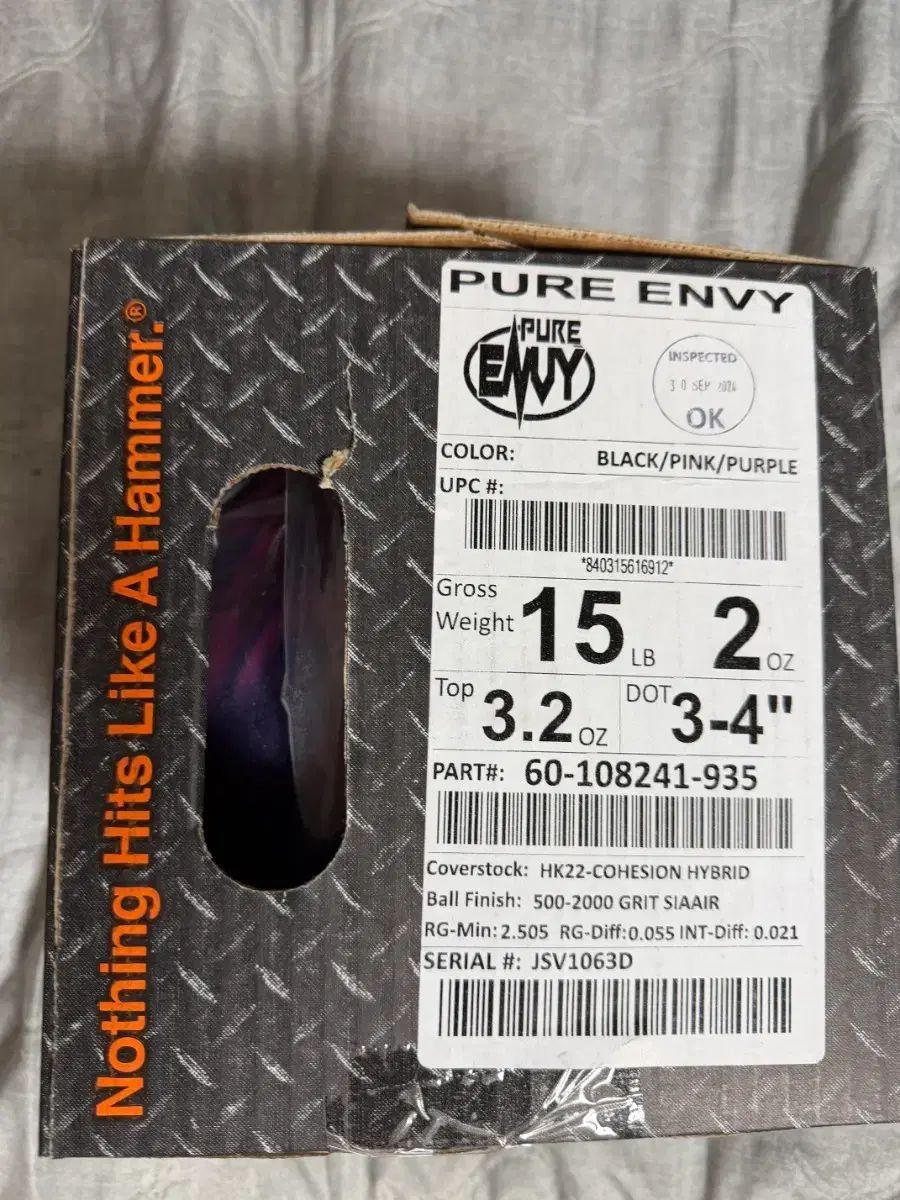 Nothing Hits Like A Hammer.®
PURE ENVY
PURE
ENVY
INSPECTED
30 SEP 2024
OK
COLOR: BLACK/PINK/PURPLE
UPC #:
*840315616912*
Gross Weight 15 LB 2 OZ
Top 3.2 OZ DOT 3-4"
PART#: 60-108241-935
Coverstock: HK22-COHESION HYBRID
Ball Finish: 500-2000 GRIT SIAAIR
RG-Min: 2.505 RG-Diff:0.055 INT-Diff: 0.021
SERIAL #: JSV1063D